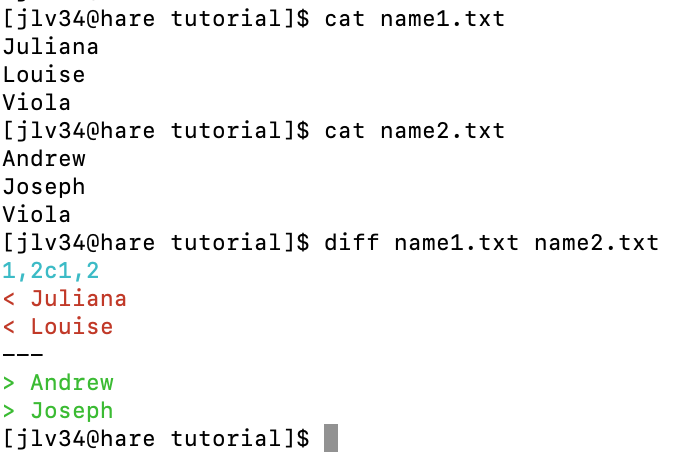 [jlv34@hare tutorial]$ cat name1.txt
Juliana
Louise
Viola
[jlv34@hare tutorial]$ cat name2.txt
Andrew
Joseph
Viola
[jlv34@hare tutorial]$ diff name1.txt name2.txt
1,2c1,2
< Juliana
< Louise
---
> Andrew
> Joseph
[jlv34@hare tutorial]$